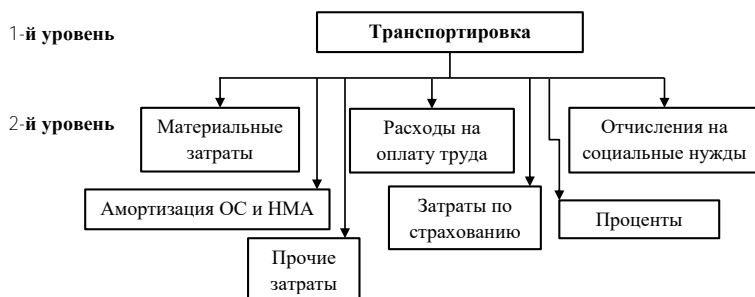 1-й уровень
Транспортировка
2-й уровень
Материальные
затраты
Расходы на
оплату труда
Отчисления на
социальные нужды
Амортизация ОС и НМА
Затраты по
страхованию
Проценты
Прочие
затраты